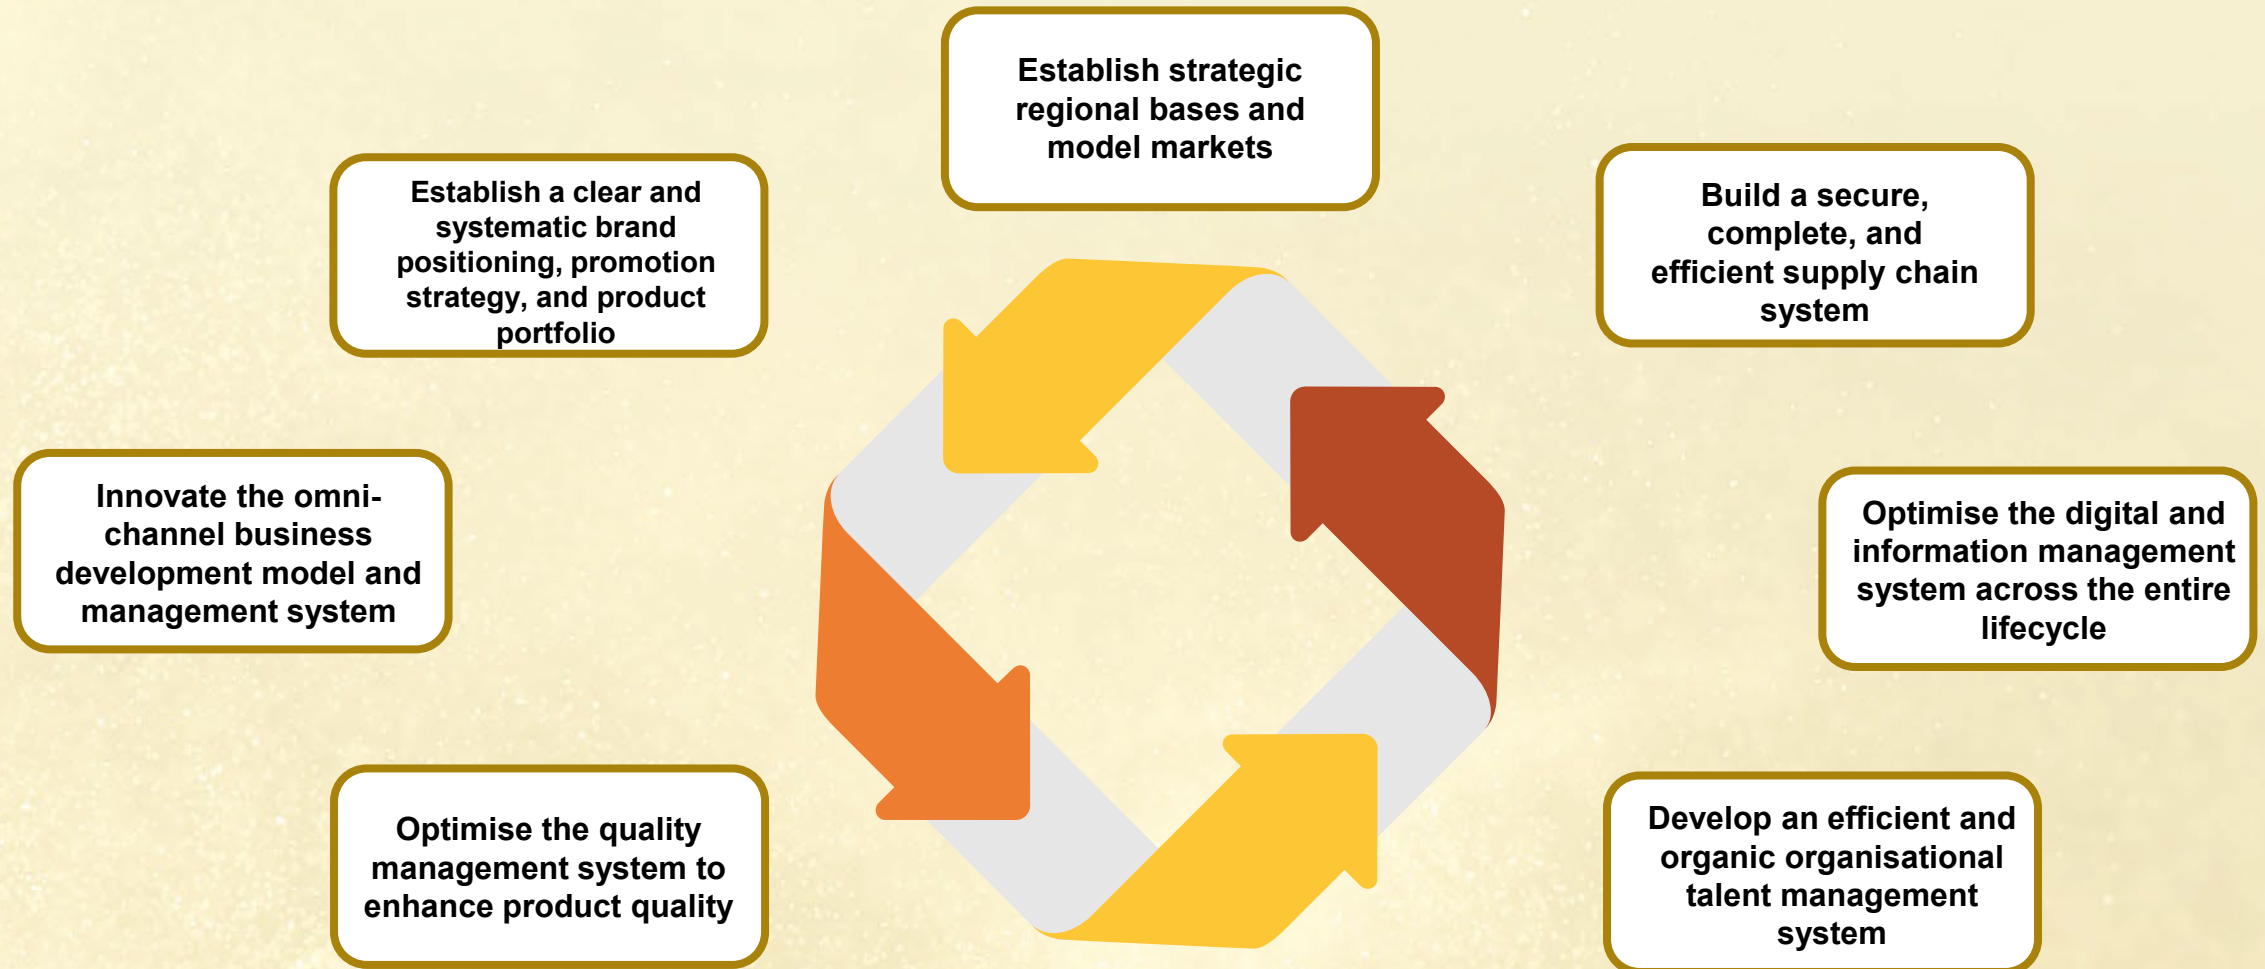 Establish strategic
regional bases and
model markets
Establish a clear and
systematic brand
positioning, promotion
strategy, and product
portfolio
Build a secure,
complete, and
efficient supply chain
system
Innovate the omni-
channel business
development model and
management system
Optimise the digital and
information management
system across the entire
lifecycle
Optimise the quality
management system to
enhance product quality
Develop an efficient and
organic organisational
talent management
system